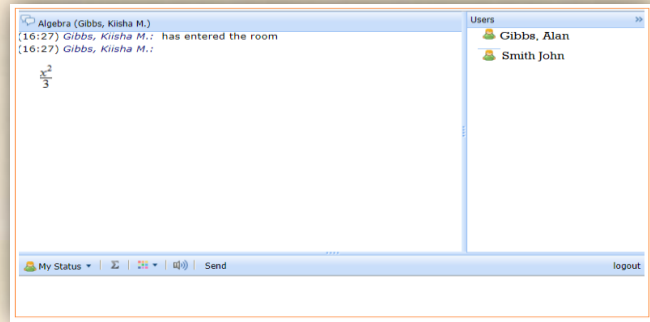 Algebra (Gibbs, Kiisha M.)
(16:27) Gibbs, Kiisha M.: has entered the room
(16:27) Gibbs, Kiisha M.:
x²
3
Users »
Gibbs, Alan
Smith John
My Status Σ Send logout